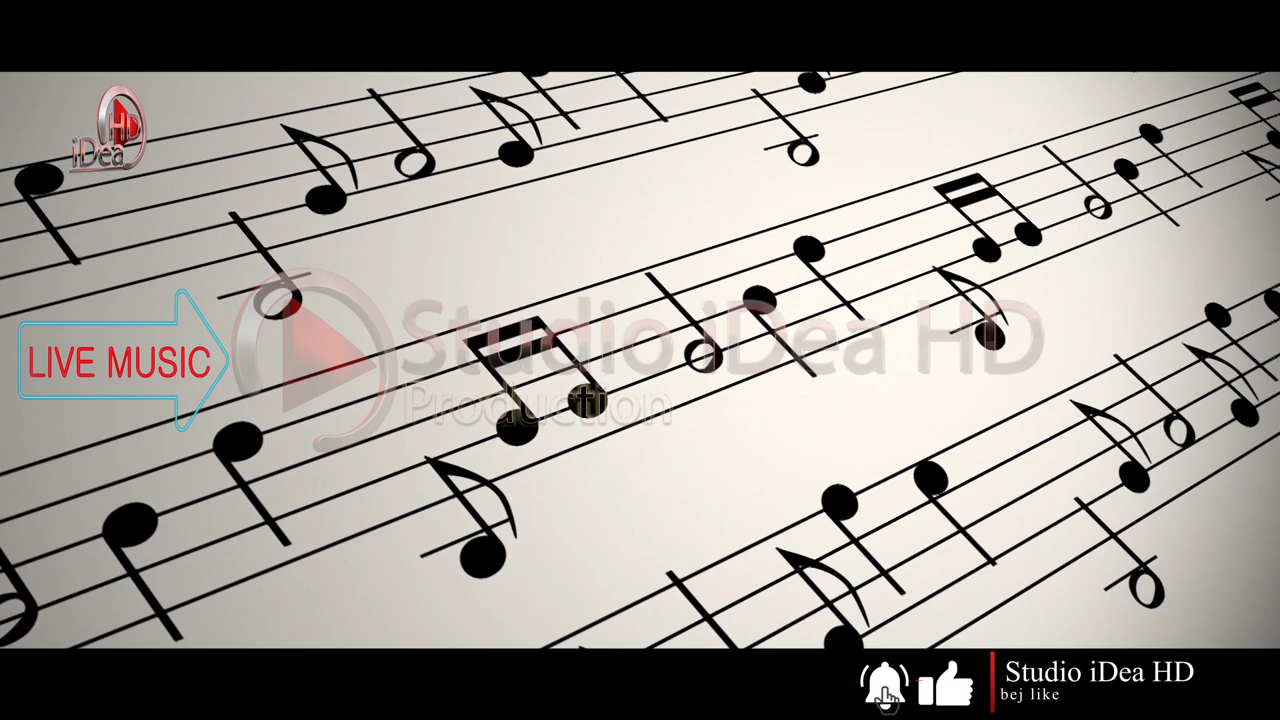 HD
iDea
LIVE MUSIC
Studio iDea HD
Production
Studio iDea HD
bej like